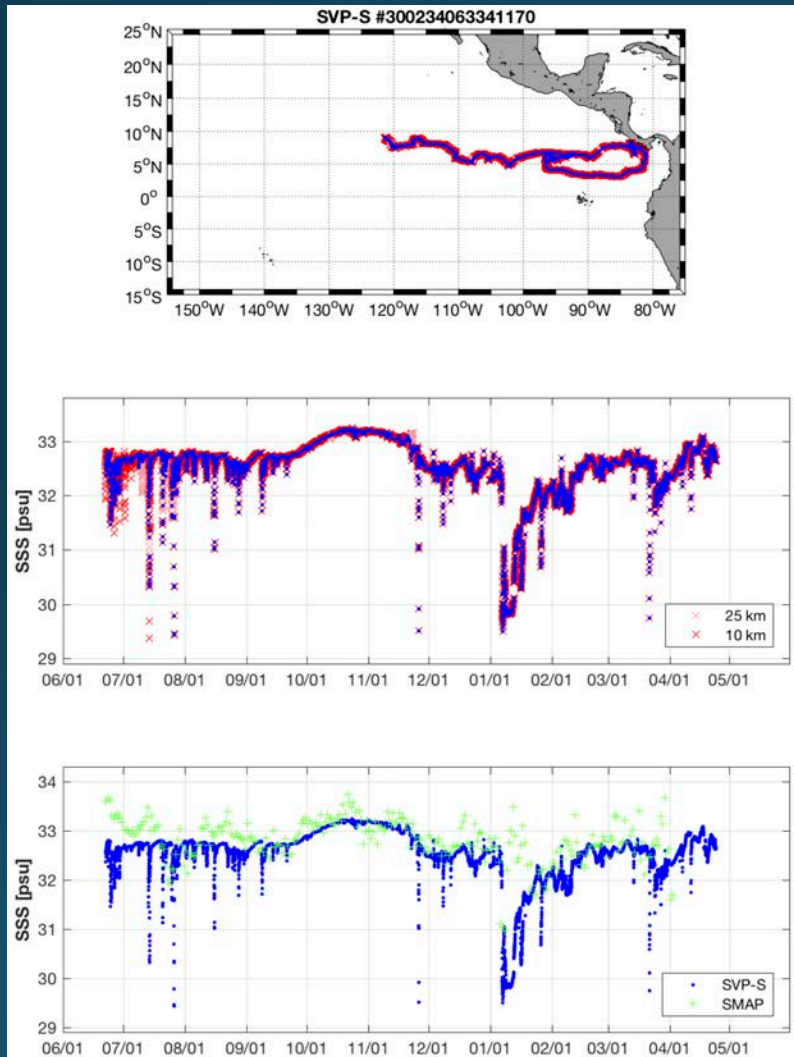 SVP-S #300234063341170
25°N
20°N
15°N
10°N
5°N
0°
5°S
10°S
15°S
150°W 140°W 130°W 120°W 110°W 100°W 90°W 80°W
SSS [psu]
33
32
31
30
29
25 km
10 km
06/01 07/01 08/01 09/01 10/01 11/01 12/01 01/01 02/01 03/01 04/01 05/01
SSS [psu]
34
33
32
31
30
29
SVP-S
SMAP
06/01 07/01 08/01 09/01 10/01 11/01 12/01 01/01 02/01 03/01 04/01 05/01